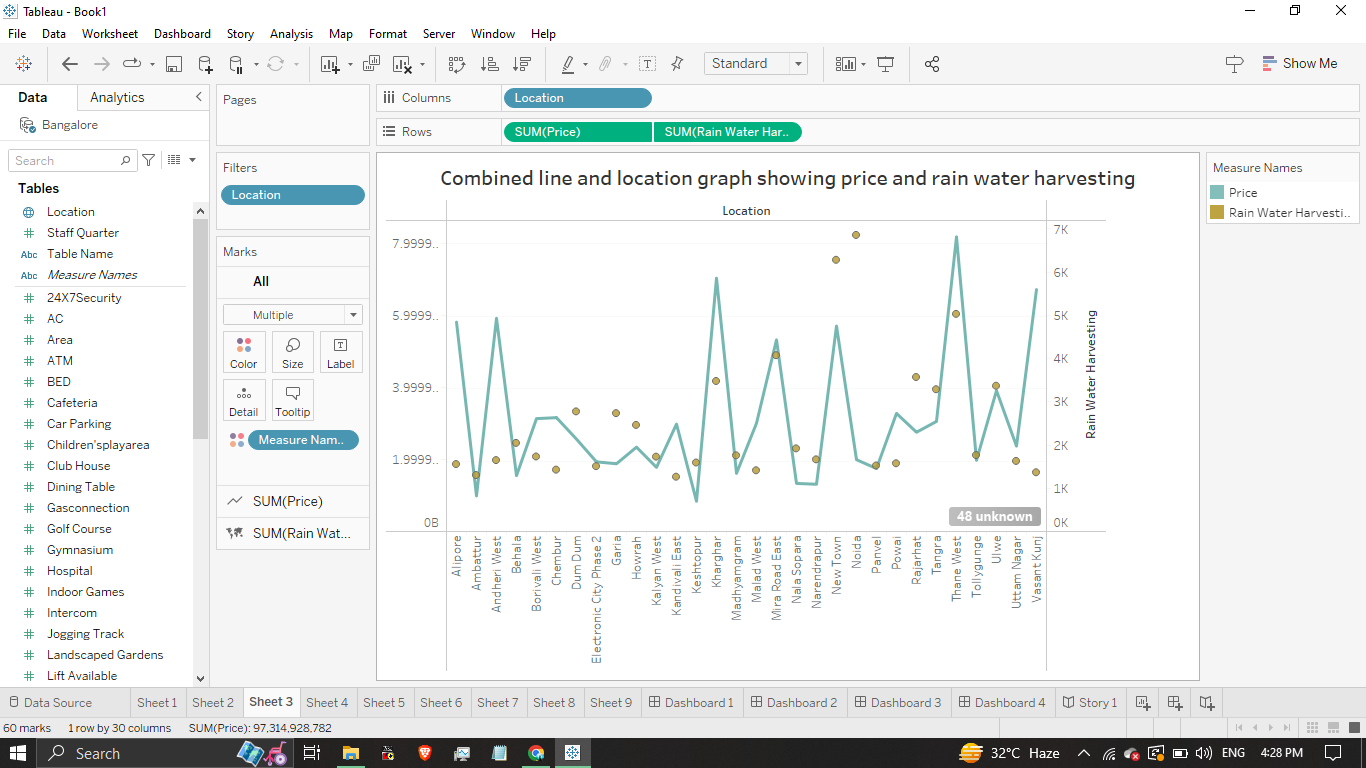 Tableau - Book1
File Data Worksheet Dashboard Story Analysis Map Format Server Window Help
Standard
Show Me
Data Analytics
Bangalore
Search
Tables
Location
Staff Quarter
Abc Table Name
Abc Measure Names
24X7Security
AC
Area
ATM
BED
Cafeteria
Car Parking
Children'splayarea
Club House
Dining Table
Gasconnection
Golf Course
Gymnasium
Hospital
Indoor Games
Intercom
Jogging Track
Landscaped Gardens
Lift Available
Pages
Filters
Location
Marks
All
Multiple
Color Size Label
Detail Tooltip
Measure Nam..
SUM(Price)
SUM(Rain Wat...
Columns Location
Rows SUM(Price) SUM(Rain Water Har..
Combined line and location graph showing price and rain water harvesting
Location
7.9999..
5.9999..
3.9999..
1.9999..
0B
7K
6K
5K
4K
3K
2K
1K
0K
Rain Water Harvesting
48 unknown
Alipore
Ambattur
Andheri West
Behala
Borivali West
Chembur
Dum Dum
Electronic City Phase 2
Garia
Howrah
Kalyan West
Kandivali East
Keshtopur
Kharghar
Madhyamgram
Malad West
Mira Road East
Nala Sopara
Narendrapur
New Town
Noida
Panvel
Powai
Rajarhat
Tangra
Thane West
Tollygunge
Ulwe
Uttam Nagar
Vasant Kunj
Measure Names
Price
Rain Water Harvesti..
Data Source Sheet 1 Sheet 2 Sheet 3 Sheet 4 Sheet 5 Sheet 6 Sheet 7 Sheet 8 Sheet 9 Dashboard 1 Dashboard 2 Dashboard 3 Dashboard 4 Story 1
60 marks 1 row by 30 columns SUM(Price): 97,314,928,782
Search
32°C Haze
ENG
4:28 PM